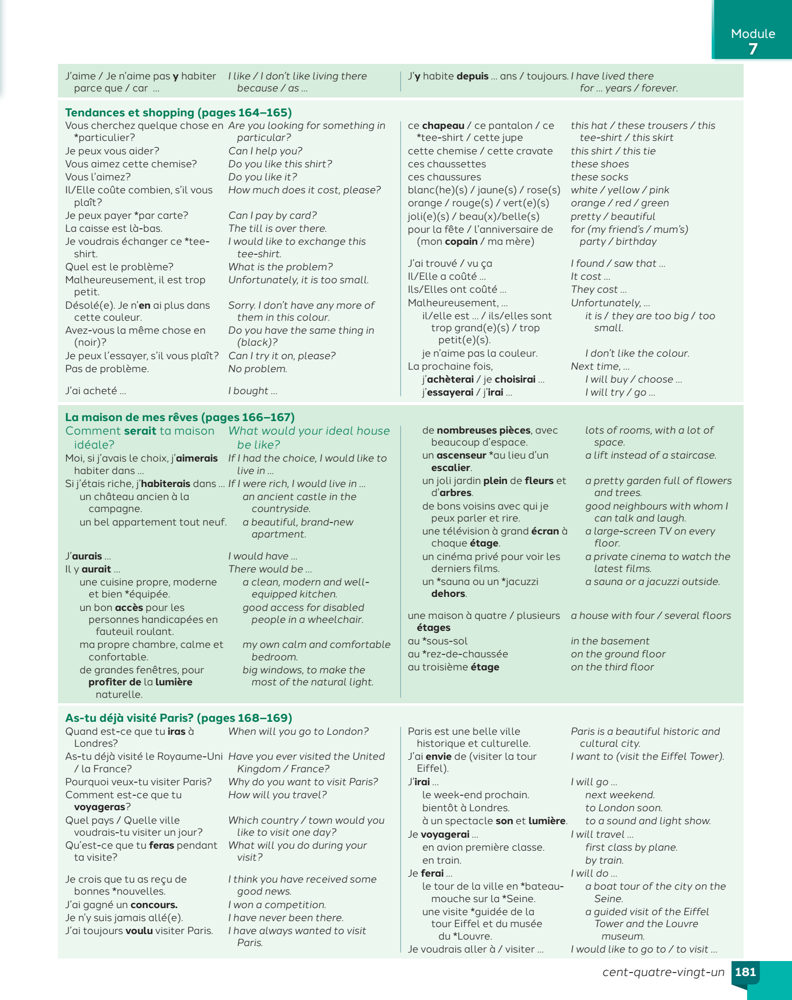 Module
7
J'aime / Je n'aime pas y habiter
parce que / car ...
I like / I don't like living there
because / as ...
J'y habite depuis ... ans / toujours.
I have lived there
for ... years / forever.
Tendances et shopping (pages 164–165)
Vous cherchez quelque chose en
*particulier?
Are you looking for something in
particular?
Je peux vous aider?
Can I help you?
Vous aimez cette chemise?
Do you like this shirt?
Vous l'aimez?
Do you like it?
Il/Elle coûte combien, s'il vous
plaît?
How much does it cost, please?
Je peux payer *par carte?
Can I pay by card?
La caisse est là-bas.
The till is over there.
Je voudrais échanger ce *tee-
shirt.
I would like to exchange this
tee-shirt.
Quel est le problème?
What is the problem?
Malheureusement, il est trop
petit.
Unfortunately, it is too small.
Désolé(e). Je n'en ai plus dans
cette couleur.
Sorry. I don't have any more of
them in this colour.
Avez-vous la même chose en
(noir)?
Do you have the same thing in
(black)?
Je peux l'essayer, s'il vous plaît?
Can I try it on, please?
Pas de problème.
No problem.
J'ai acheté ...
I bought ...
ce chapeau / ce pantalon / ce
*tee-shirt / cette jupe
this hat / these trousers / this
tee-shirt / this skirt
cette chemise / cette cravate
this shirt / this tie
ces chaussettes
these shoes
ces chaussures
these socks
blanc(he)(s) / jaune(s) / rose(s)
white / yellow / pink
orange / rouge(s) / vert(e)(s)
orange / red / green
joli(e)(s) / beau(x)/belle(s)
pretty / beautiful
pour la fête / l'anniversaire de
(mon copain / ma mère)
for (my friend's / mum's)
party / birthday
J'ai trouvé / vu ça
I found / saw that ...
Il/Elle a coûté ...
It cost ...
Ils/Elles ont coûté ...
They cost ...
Malheureusement, ...
Unfortunately, ...
il/elle est ... / ils/elles sont
trop grand(e)(s) / trop
petit(e)(s).
it is / they are too big / too
small.
je n'aime pas la couleur.
I don't like the colour.
La prochaine fois,
Next time, ...
j'achèterai / je choisirai ...
I will buy / choose ...
j'essayerai / j'irai ...
I will try / go ...
La maison de mes rêves (pages 166–167)
Comment serait ta maison
idéale?
What would your ideal house
be like?
Moi, si j'avais le choix, j'aimerais
habiter dans ...
If I had the choice, I would like to
live in ...
Si j'étais riche, j'habiterais dans ...
If I were rich, I would live in ...
un château ancien à la
campagne.
an ancient castle in the
countryside.
un bel appartement tout neuf.
a beautiful, brand-new
apartment.
J'aurais ...
I would have ...
Il y aurait ...
There would be ...
une cuisine propre, moderne
et bien *équipée.
a clean, modern and well-
equipped kitchen.
un bon accès pour les
personnes handicapées en
fauteuil roulant.
good access for disabled
people in a wheelchair.
ma propre chambre, calme et
confortable.
my own calm and comfortable
bedroom.
de grandes fenêtres, pour
profiter de la lumière
naturelle.
big windows, to make the
most of the natural light.
de nombreuses pièces, avec
beaucoup d'espace.
lots of rooms, with a lot of
space.
un ascenseur *au lieu d'un
escalier.
a lift instead of a staircase.
un joli jardin plein de fleurs et
d'arbres.
a pretty garden full of flowers
and trees.
de bons voisins avec qui je
peux parler et rire.
good neighbours with whom I
can talk and laugh.
une télévision à grand écran à
chaque étage.
a large-screen TV on every
floor.
un cinéma privé pour voir les
derniers films.
a private cinema to watch the
latest films.
un *sauna ou un *jacuzzi
dehors.
a sauna or a jacuzzi outside.
une maison à quatre / plusieurs
étages
a house with four / several floors
au *sous-sol
in the basement
au *rez-de-chaussée
on the ground floor
au troisième étage
on the third floor
As-tu déjà visité Paris? (pages 168–169)
Quand est-ce que tu iras à
Londres?
When will you go to London?
As-tu déjà visité le Royaume-Uni
/ la France?
Have you ever visited the United
Kingdom / France?
Pourquoi veux-tu visiter Paris?
Why do you want to visit Paris?
Comment est-ce que tu
voyageras?
How will you travel?
Quel pays / Quelle ville
voudrais-tu visiter un jour?
Which country / town would you
like to visit one day?
Qu'est-ce que tu feras pendant
ta visite?
What will you do during your
visit?
Je crois que tu as reçu de
bonnes *nouvelles.
I think you have received some
good news.
J'ai gagné un concours.
I won a competition.
Je n'y suis jamais allé(e).
I have never been there.
J'ai toujours voulu visiter Paris.
I have always wanted to visit
Paris.
Paris est une belle ville
historique et culturelle.
Paris is a beautiful historic and
cultural city.
J'ai envie de (visiter la tour
Eiffel).
I want to (visit the Eiffel Tower).
J'irai ...
I will go ...
le week-end prochain.
next weekend.
bientôt à Londres.
to London soon.
à un spectacle son et lumière.
to a sound and light show.
Je voyagerai ...
I will travel ...
en avion première classe.
first class by plane.
en train.
by train.
Je ferai ...
I will do ...
le tour de la ville en *bateau-
mouche sur la *Seine.
a boat tour of the city on the
Seine.
une visite *guidée de la
tour Eiffel et du musée
du *Louvre.
a guided visit of the Eiffel
Tower and the Louvre
museum.
Je voudrais aller à / visiter ...
I would like to go to / to visit ...
cent-quatre-vingt-un 181